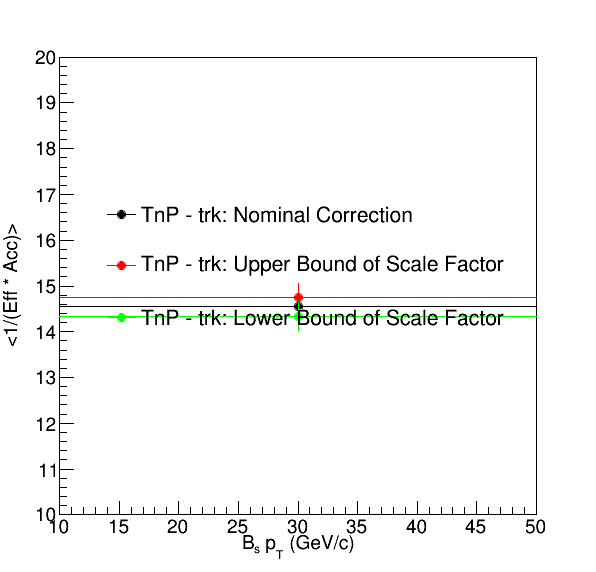 20
19
18
17
16
15
14
13
12
11
10
<1/(Eff * Acc)>
TnP - trk: Nominal Correction
TnP - trk: Upper Bound of Scale Factor
TnP - trk: Lower Bound of Scale Factor
10 15 20 25 30 35 40 45 50
Bs pT (GeV/c)